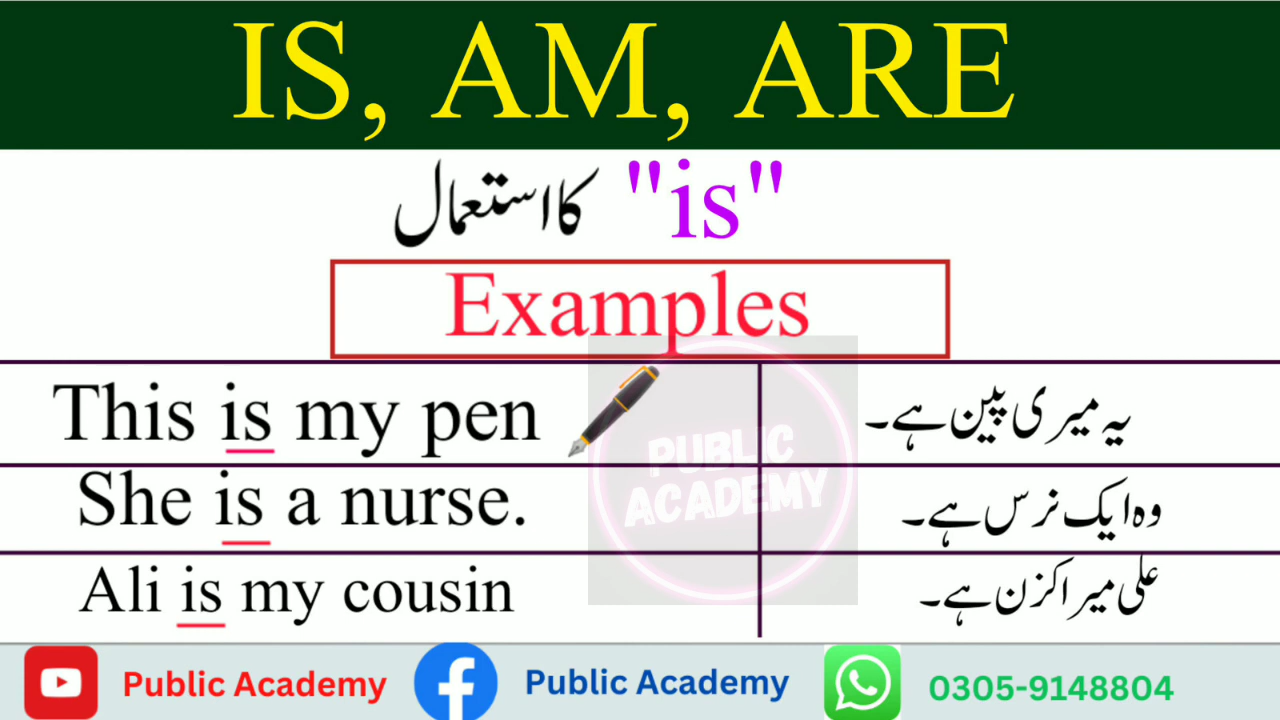 IS, AM, ARE
"is" کا استعمال
Examples
This is my pen
یہ میری پین ہے۔
She is a nurse.
وہ ایک نرس ہے۔
Ali is my cousin
علی میرا کزن ہے۔
PUBLIC
ACADEMY
Public Academy
Public Academy
0305-9148804